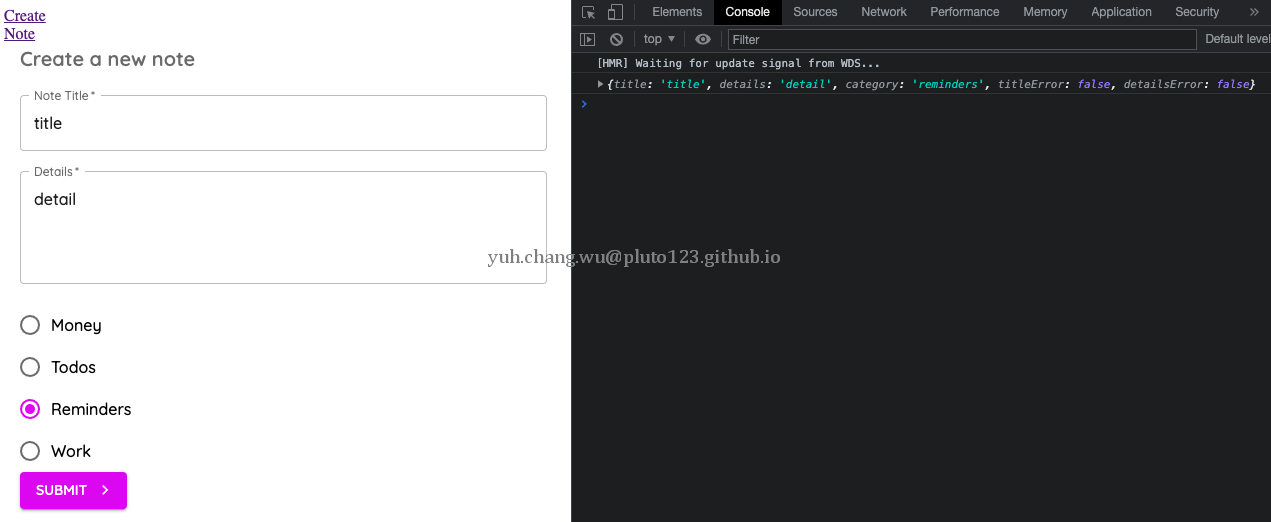 Create
Note
Create a new note
Note Title *
title
Details *
detail
Money
Todos
Reminders
Work
SUBMIT
Elements Console Sources Network Performance Memory Application Security »
top Filter Default level
[HMR] Waiting for update signal from WDS...
{title: 'title', details: 'detail', category: 'reminders', titleError: false, detailsError: false}
yuh.chang.wu@pluto123.github.io